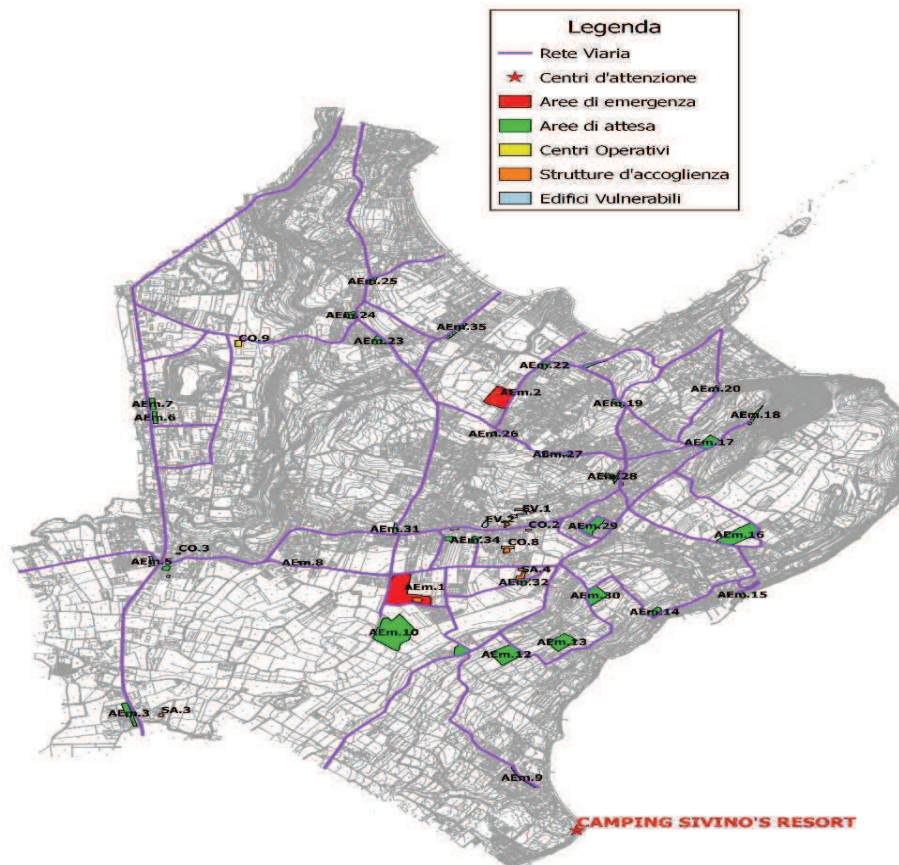 Legenda
Rete Viaria
Centri d'attenzione
Aree di emergenza
Aree di attesa
Centri Operativi
Strutture d'accoglienza
Edifici Vulnerabili
AEm.25
AEm.24
AEm.35
CO.9
AEm.23
AEm.22
AEm.2
AEm.20
AEm.7
AEm.19
AEm.6
AEm.18
AEm.26
AEm.17
AEm.27
AEm.28
EV.1
EV.2
AEm.31
CO.2
AEm.29
AEm.16
AEm.34
CO.3
CO.8
AEm.5
AEm.8
SA.4
AEm.1
AEm.32
AEm.30
AEm.15
AEm.14
AEm.10
AEm.13
AEm.12
AEm.3
SA.3
AEm.9
CAMPING SIVINO'S RESORT